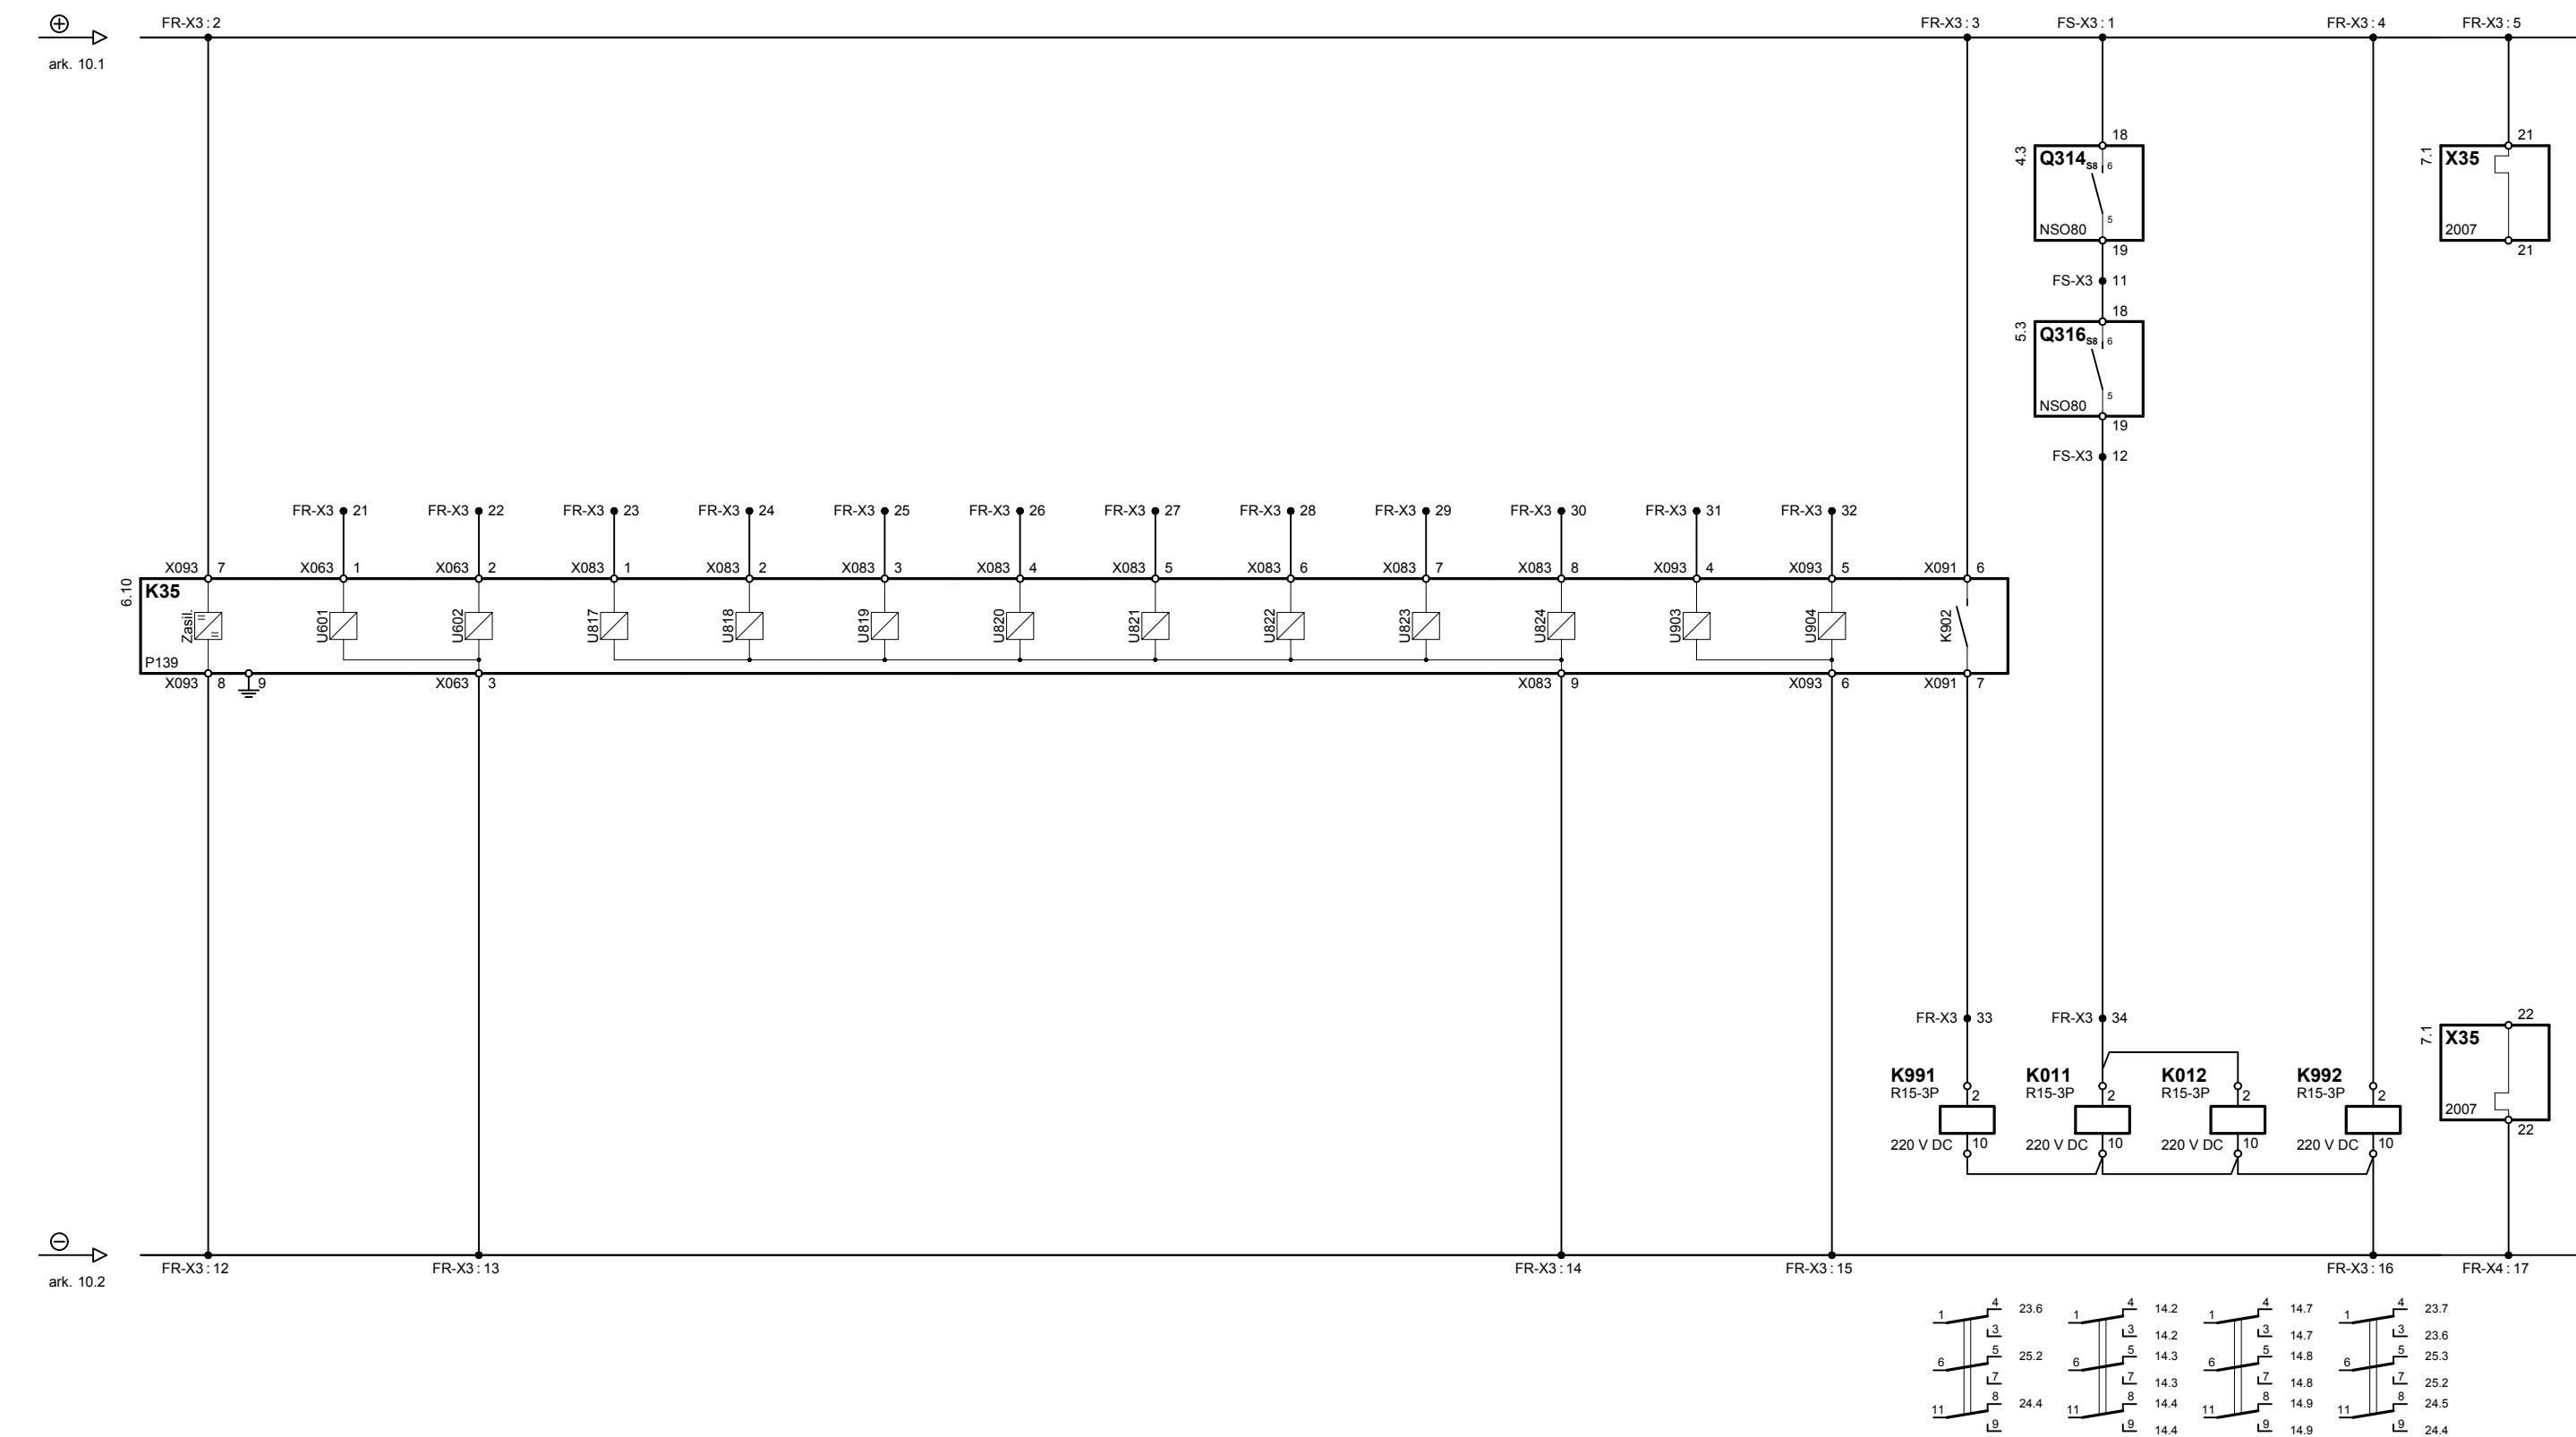 FR-X3 : 2 FR-X3 : 3 FS-X3 : 1 FR-X3 : 4 FR-X3 : 5
ark. 10.1
18 21
4.3 Q314 S8 6 7.1 X35
5
NSO80 2007
19 21
FS-X3 11
18
5.3 Q316 S8 6
5
NSO80
19
FS-X3 12
FR-X3 21 FR-X3 22 FR-X3 23 FR-X3 24 FR-X3 25 FR-X3 26 FR-X3 27 FR-X3 28 FR-X3 29 FR-X3 30 FR-X3 31 FR-X3 32
X093 7 X063 1 X063 2 X083 1 X083 2 X083 3 X083 4 X083 5 X083 6 X083 7 X083 8 X093 4 X093 5 X091 6
6.10 K35
Zasil. U601 U602 U817 U818 U819 U820 U821 U822 U823 U824 U903 U904 K902
P139
X093 8 9 X063 3 X083 9 X093 6 X091 7
FR-X3 33 FR-X3 34 22
7.1 X35
K991 K011 K012 K992
R15-3P 2 R15-3P 2 R15-3P 2 R15-3P 2
2007
220 V DC 10 220 V DC 10 220 V DC 10 220 V DC 10 22
FR-X3 : 12 FR-X3 : 13 FR-X3 : 14 FR-X3 : 15 FR-X3 : 16 FR-X4 : 17
ark. 10.2
1 4 23.6 1 4 14.2 1 4 14.7 1 4 23.7
3 3 14.2 3 14.7 3 23.6
6 5 25.2 6 5 14.3 6 5 14.8 6 5 25.3
7 7 14.3 7 14.8 7 25.2
11 8 24.4 11 8 14.4 11 8 14.9 11 8 24.5
9 9 14.4 9 14.9 9 24.4